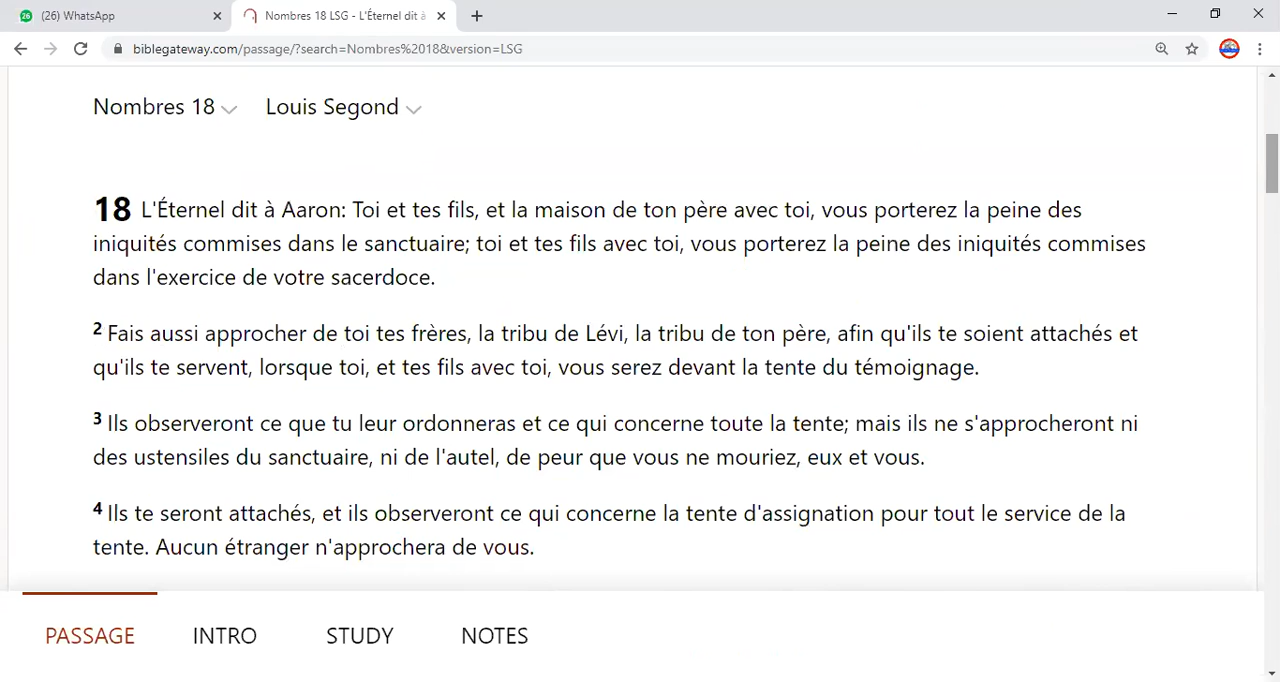 (26) WhatsApp
Nombres 18 LSG - L'Éternel dit à
biblegateway.com/passage/?search=Nombres%2018&version=LSG
Nombres 18 Louis Segond
18 L'Éternel dit à Aaron: Toi et tes fils, et la maison de ton père avec toi, vous porterez la peine des
iniquités commises dans le sanctuaire; toi et tes fils avec toi, vous porterez la peine des iniquités commises
dans l'exercice de votre sacerdoce.
2 Fais aussi approcher de toi tes frères, la tribu de Lévi, la tribu de ton père, afin qu'ils te soient attachés et
qu'ils te servent, lorsque toi, et tes fils avec toi, vous serez devant la tente du témoignage.
3 Ils observeront ce que tu leur ordonneras et ce qui concerne toute la tente; mais ils ne s'approcheront ni
des ustensiles du sanctuaire, ni de l'autel, de peur que vous ne mouriez, eux et vous.
4 Ils te seront attachés, et ils observeront ce qui concerne la tente d'assignation pour tout le service de la
tente. Aucun étranger n'approchera de vous.
PASSAGE INTRO STUDY NOTES